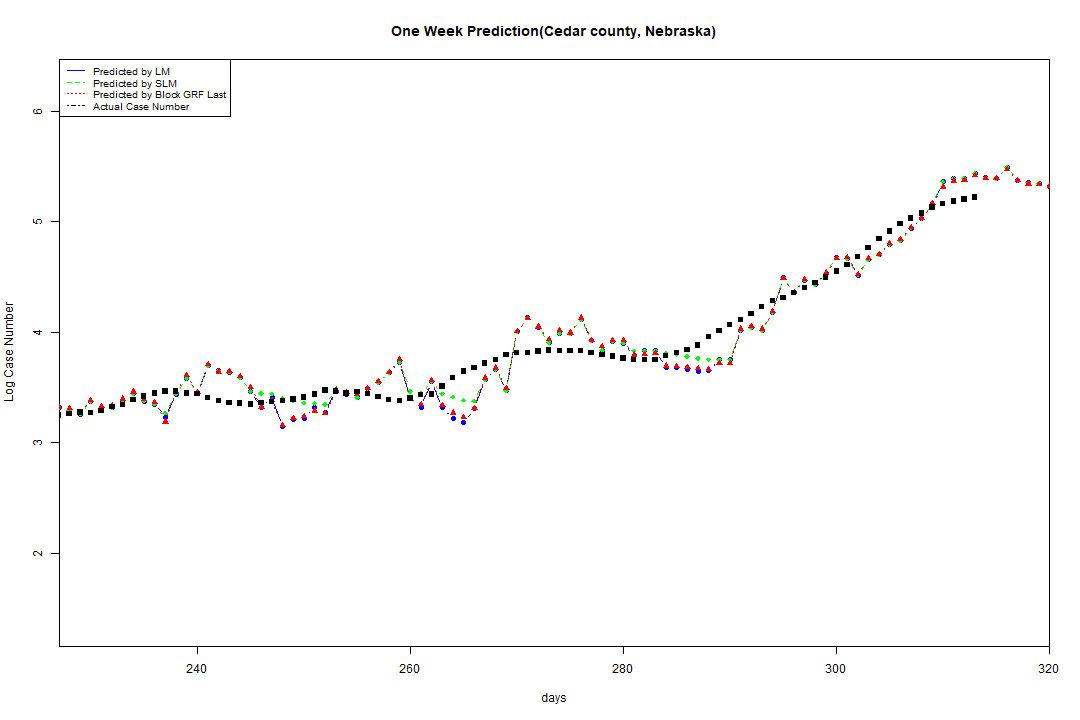 One Week Prediction(Cedar county, Nebraska)
Predicted by LM
Predicted by SLM
Predicted by Block GRF Last
Actual Case Number
6
5
4
3
2
Log Case Number
240 260 280 300 320
days